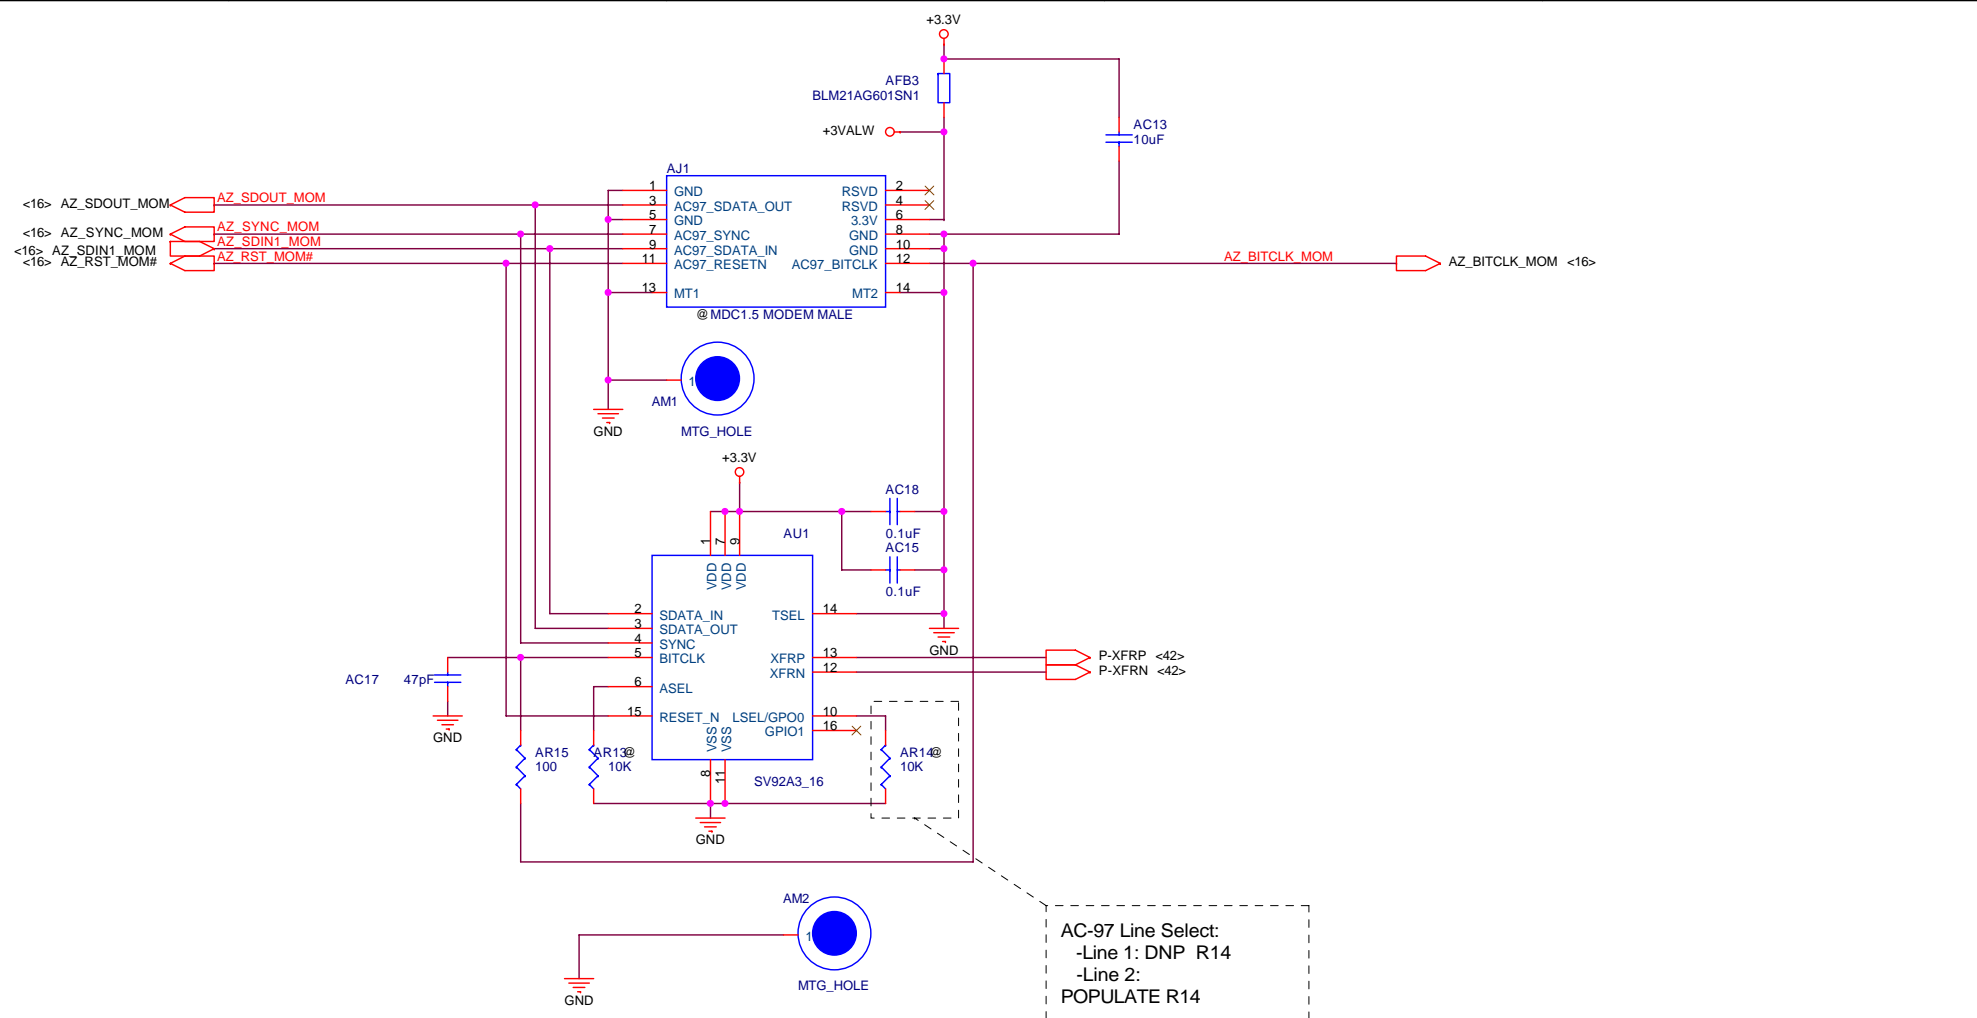 +3.3V
AFB3
BLM21AG601SN1
+3VALW
AC13
10uF
AJ1
<16> AZ_SDOUT_MOM
AZ_SDOUT_MOM
<16> AZ_SYNC_MOM
AZ_SYNC_MOM
<16> AZ_SDIN1_MOM
AZ_SDIN1_MOM
<16> AZ_RST_MOM#
AZ_RST_MOM#
1 GND
3 AC97_SDATA_OUT
5 GND
7 AC97_SYNC
9 AC97_SDATA_IN
11 AC97_RESETN
13 MT1
RSVD 2
RSVD 4
3.3V 6
GND 8
GND 10
AC97_BITCLK 12
MT2 14
AZ_BITCLK_MOM
AZ_BITCLK_MOM <16>
@ MDC1.5 MODEM MALE
1
AM1
MTG_HOLE
GND
+3.3V
AC18
0.1uF
AC15
0.1uF
AU1
1 VDD
7 VDD
9 VDD
2 SDATA_IN
3 SDATA_OUT
4 SYNC
5 BITCLK
6 ASEL
15 RESET_N
TSEL 14
XFRP 13
XFRN 12
LSEL/GPO0 10
GPIO1 16
VSS 8
VSS 11
GND
P-XFRP <42>
P-XFRN <42>
AC17 47pF
GND
AR15
100
AR13@
10K
SV92A3_16
AR14@
10K
GND
AM2
1
MTG_HOLE
GND
AC-97 Line Select:
-Line 1: DNP R14
-Line 2:
POPULATE R14